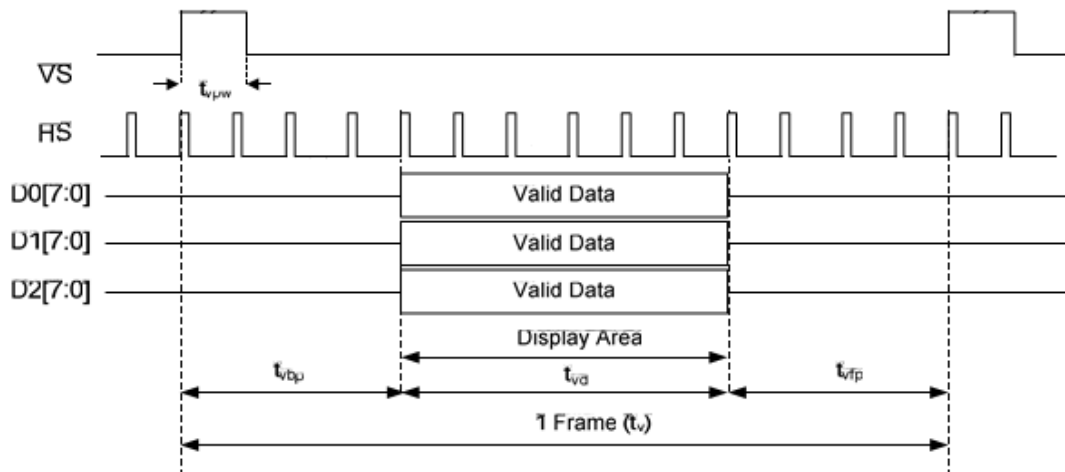 VS
tvpw
HS
D0[7:0] Valid Data
D1[7:0] Valid Data
D2[7:0] Valid Data
Display Area
tvbp tvd tvfp
1 Frame (tv)